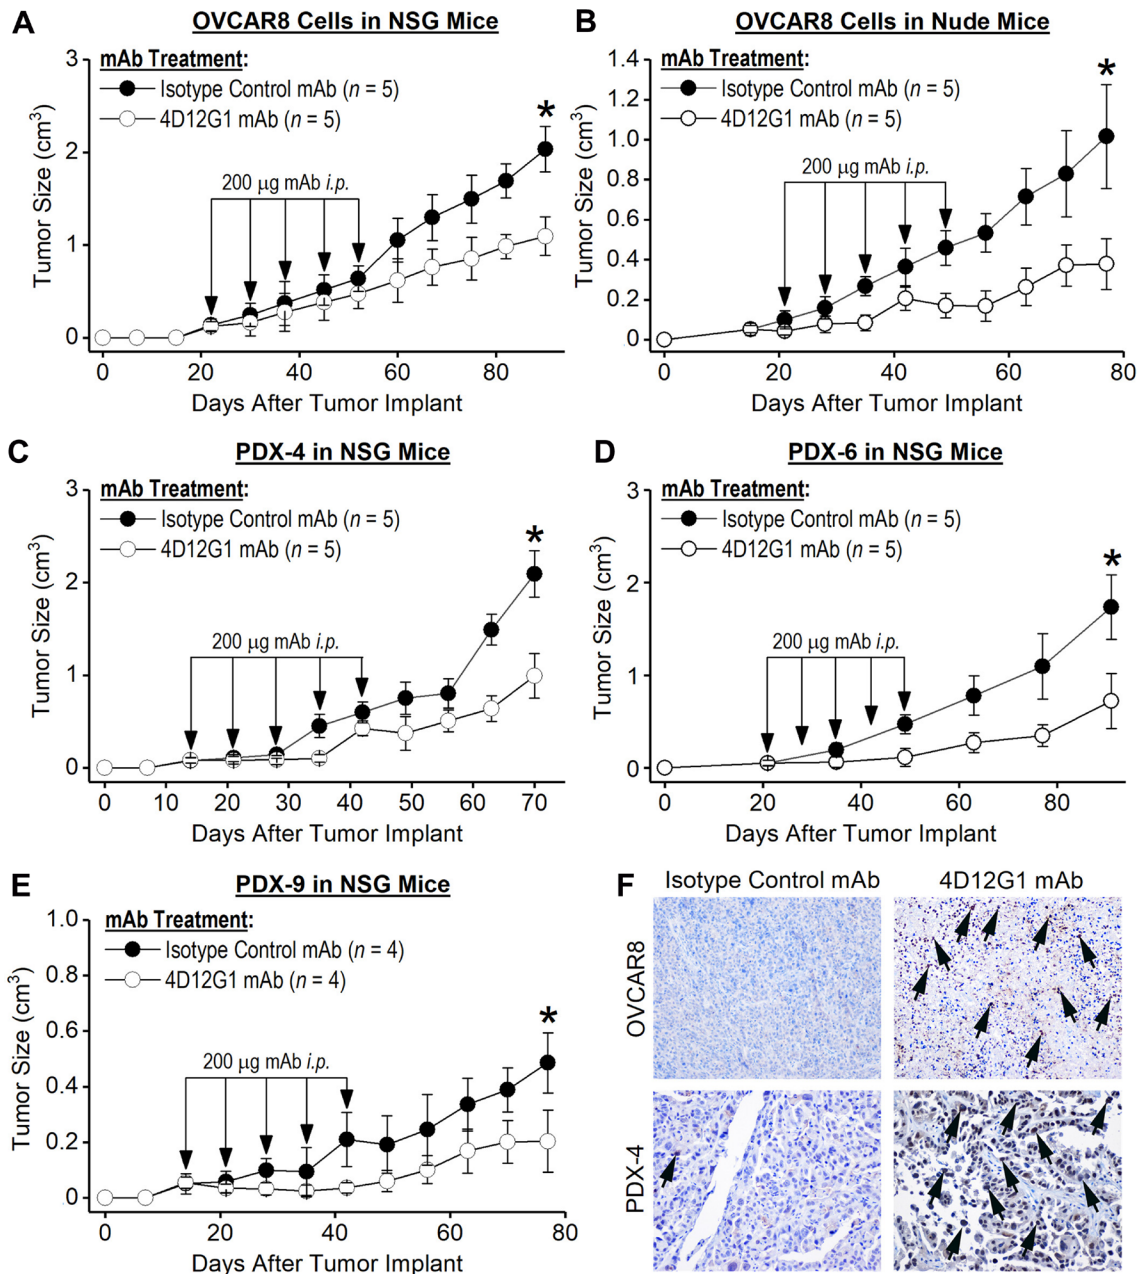 A
OVCAR8 Cells in NSG Mice
mAb Treatment:
Isotype Control mAb (n = 5)
4D12G1 mAb (n = 5)
200 µg mAb i.p.
*
Tumor Size (cm³)
3
2
1
0
0 20 40 60 80
Days After Tumor Implant
B
OVCAR8 Cells in Nude Mice
mAb Treatment:
Isotype Control mAb (n = 5)
4D12G1 mAb (n = 5)
200 µg mAb i.p.
*
Tumor Size (cm³)
1.4
1.2
1.0
0.8
0.6
0.4
0.2
0
0 20 40 60 80
Days After Tumor Implant
C
PDX-4 in NSG Mice
mAb Treatment:
Isotype Control mAb (n = 5)
4D12G1 mAb (n = 5)
200 µg mAb i.p.
*
Tumor Size (cm³)
3
2
1
0
0 10 20 30 40 50 60 70
Days After Tumor Implant
D
PDX-6 in NSG Mice
mAb Treatment:
Isotype Control mAb (n = 5)
4D12G1 mAb (n = 5)
200 µg mAb i.p.
*
Tumor Size (cm³)
3
2
1
0
0 20 40 60 80
Days After Tumor Implant
E
PDX-9 in NSG Mice
mAb Treatment:
Isotype Control mAb (n = 4)
4D12G1 mAb (n = 4)
200 µg mAb i.p.
*
Tumor Size (cm³)
1.0
0.8
0.6
0.4
0.2
0
0 20 40 60 80
Days After Tumor Implant
F
Isotype Control mAb 4D12G1 mAb
OVCAR8
PDX-4